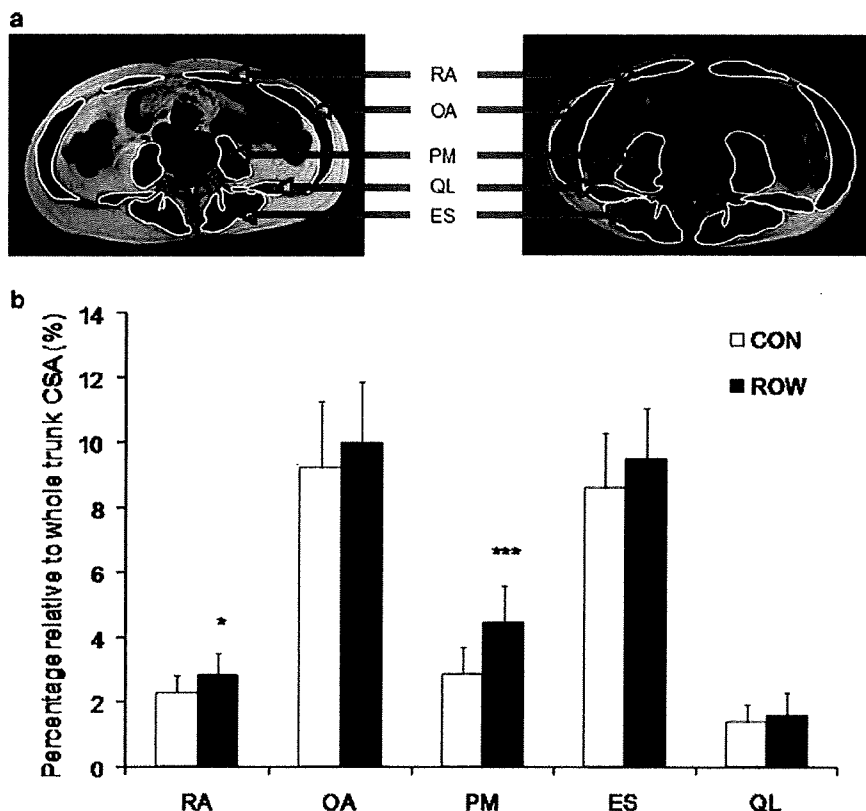 a
RA
OA
PM
QL
ES
b
Percentage relative to whole trunk CSA (%)
14
12
10
8
6
4
2
0
CON
ROW
*
***
RA
OA
PM
ES
QL